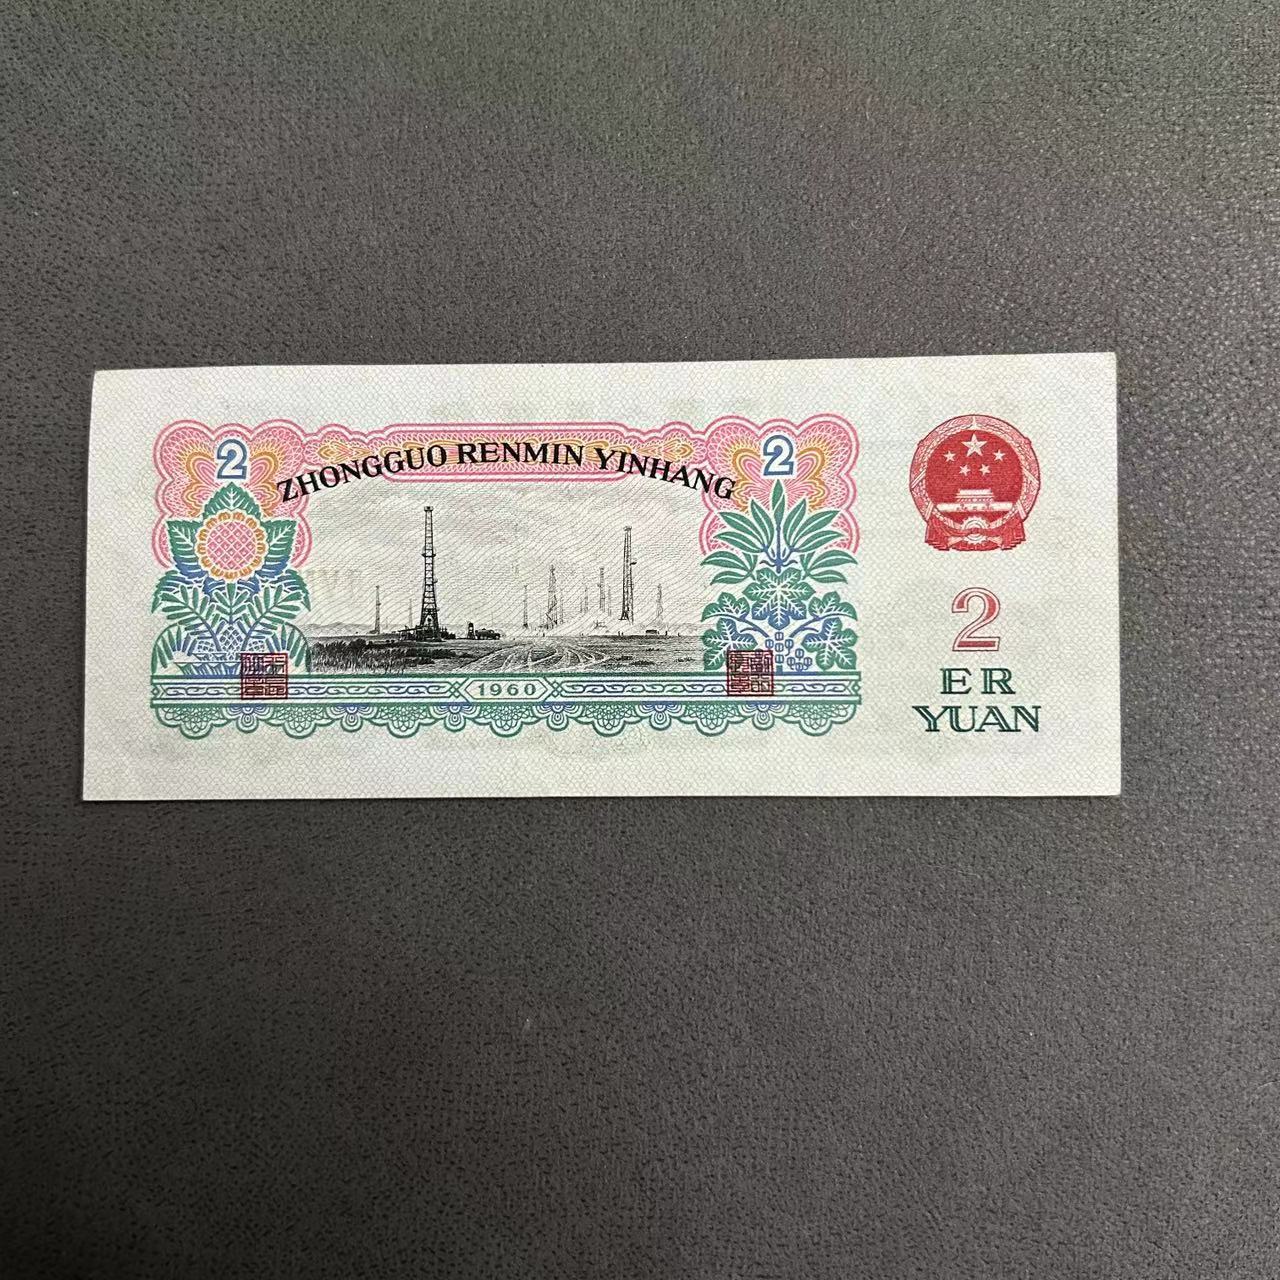 2
2
ZHONGGUO RENMIN YINHANG
1960
2
ER
YUAN